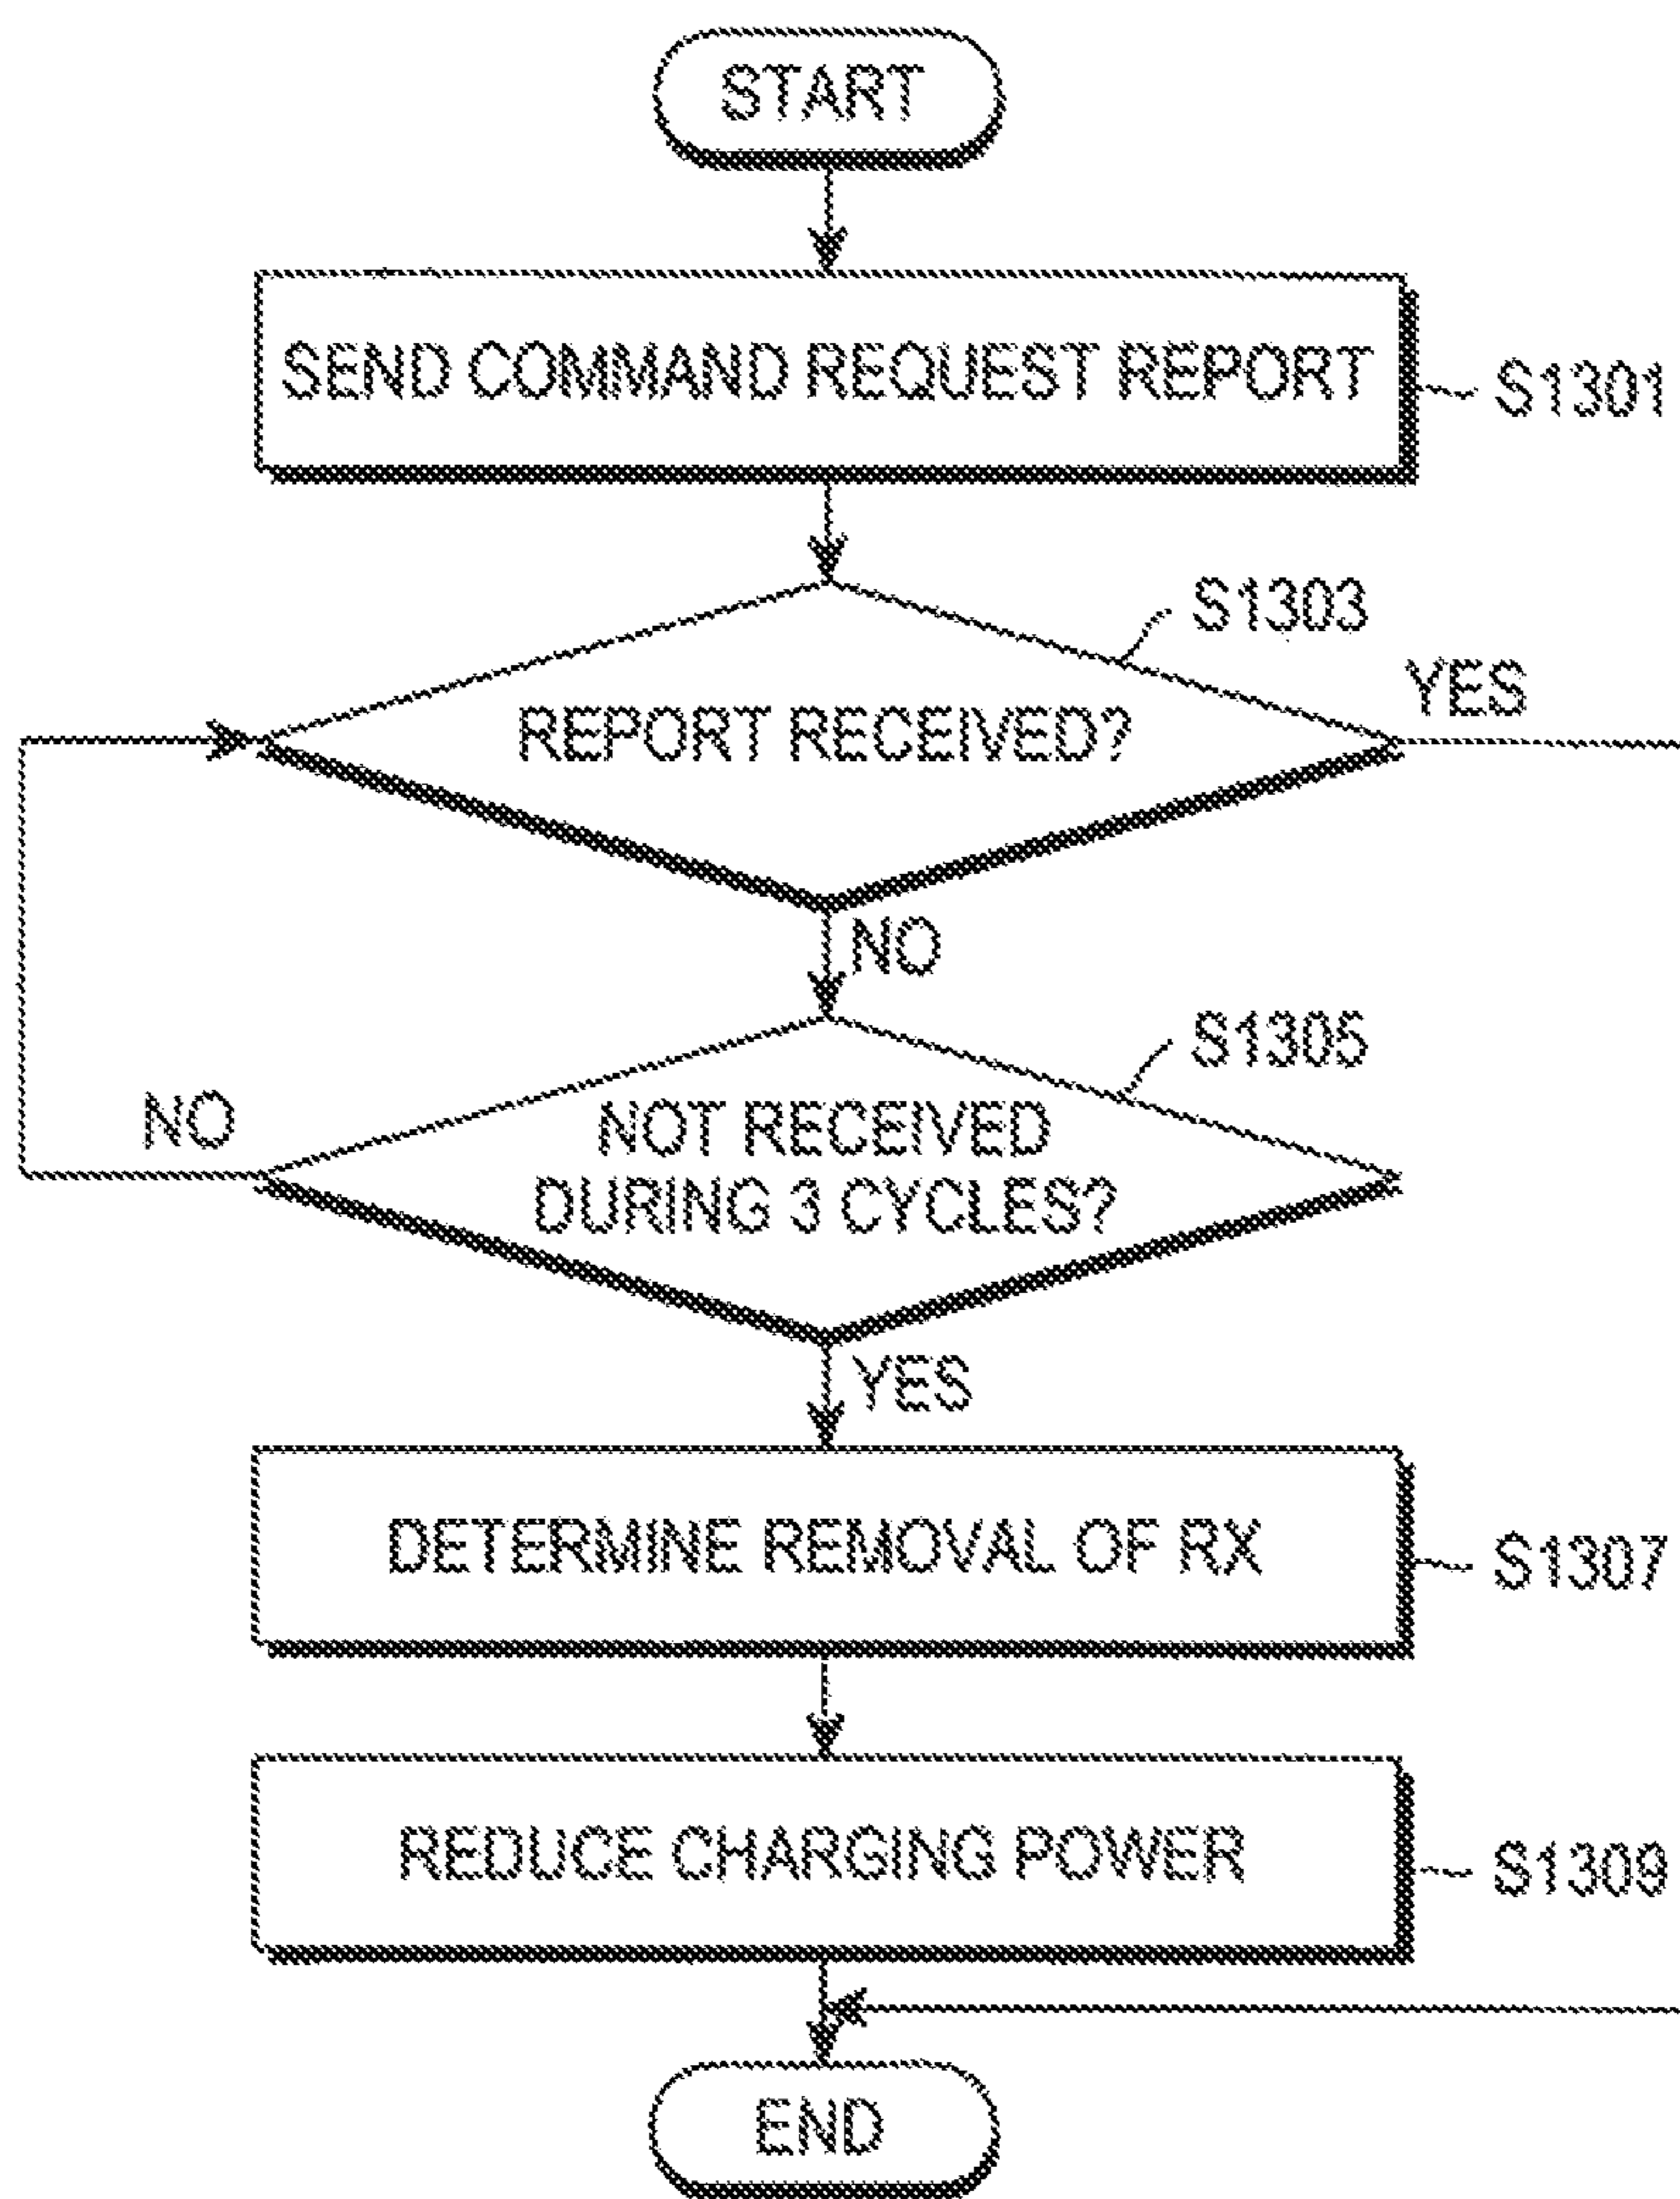 START
SEND COMMAND REQUEST REPORT
S1301
S1303
YES
REPORT RECEIVED?
NO
S1305
NO
NOT RECEIVED
DURING 3 CYCLES?
YES
DETERMINE REMOVAL OF RX
S1307
REDUCE CHARGING POWER
S1309
END